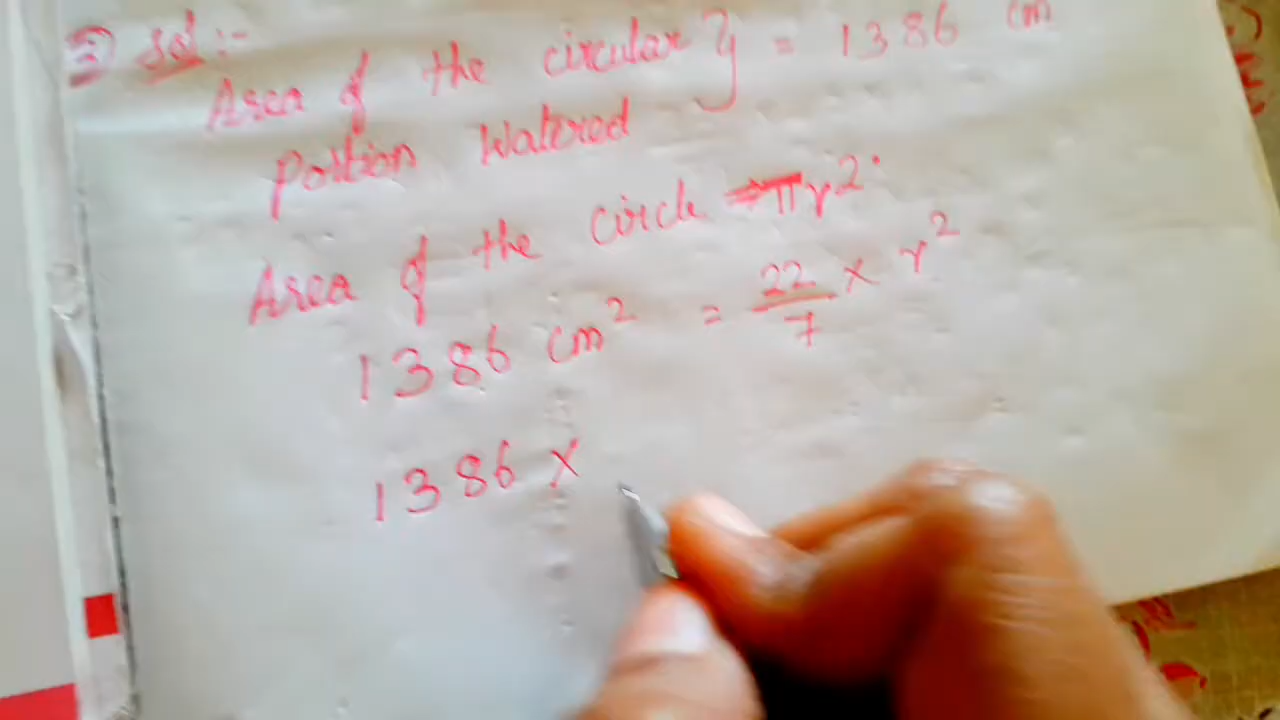 2) Sol:-
Area of the circular } = 1386 cm
Portion Watered
Area of the circle = πr2.
1386 cm² = 22/7 × r²
1386 ×